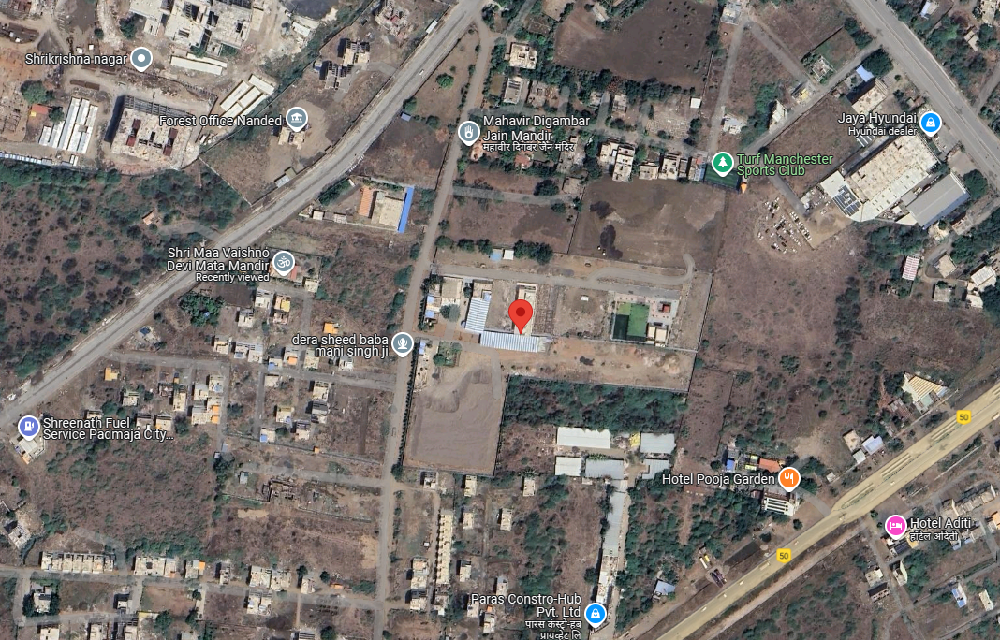 Shrikrishna nagar
Forest Office Nanded
Mahavir Digambar
Jain Mandir
महावीर दिगंबर जैन मंदिर
Jaya Hyundai
Hyundai dealer
Turf Manchester
Sports Club
Shri Maa Vaishno
Devi Mata Mandir
Recently viewed
dera sheed baba
mani singh ji
Shreenath Fuel
Service Padmaja City...
50
Hotel Pooja Garden
Hotel Aditi
हॉटेल अदिती
50
Paras Constro-Hub
Pvt. Ltd
पारस कंस्ट्रो-हब
प्रायव्हेट लि